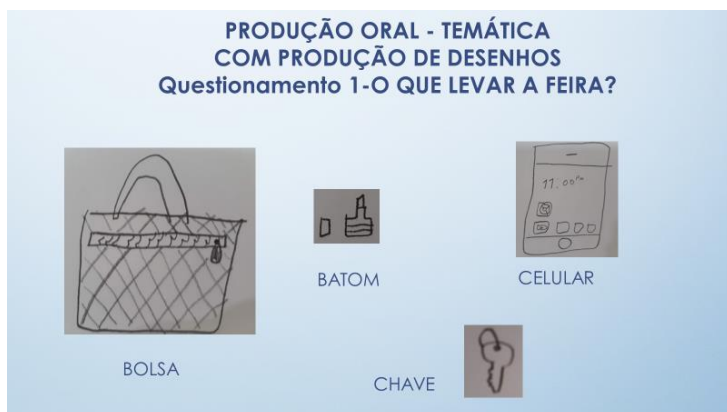 PRODUÇÃO ORAL - TEMÁTICA
COM PRODUÇÃO DE DESENHOS
Questionamento 1-O QUE LEVAR A FEIRA?
11:00
BATOM
CELULAR
BOLSA
CHAVE